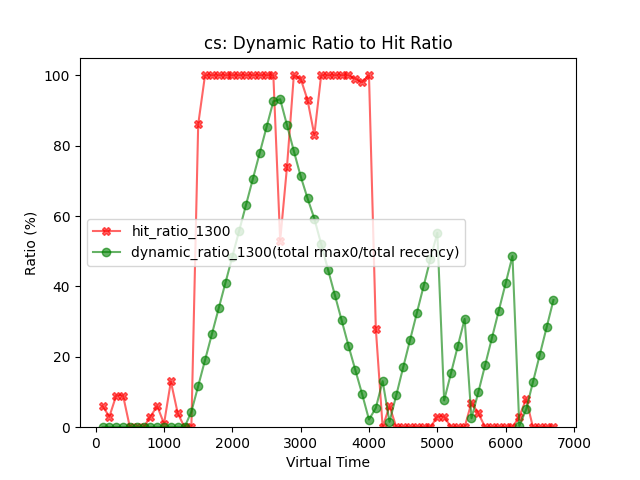 cs: Dynamic Ratio to Hit Ratio
100
80
60
40
20
0
Ratio (%)
hit_ratio_1300
dynamic_ratio_1300(total rmax0/total recency)
0 1000 2000 3000 4000 5000 6000 7000
Virtual Time